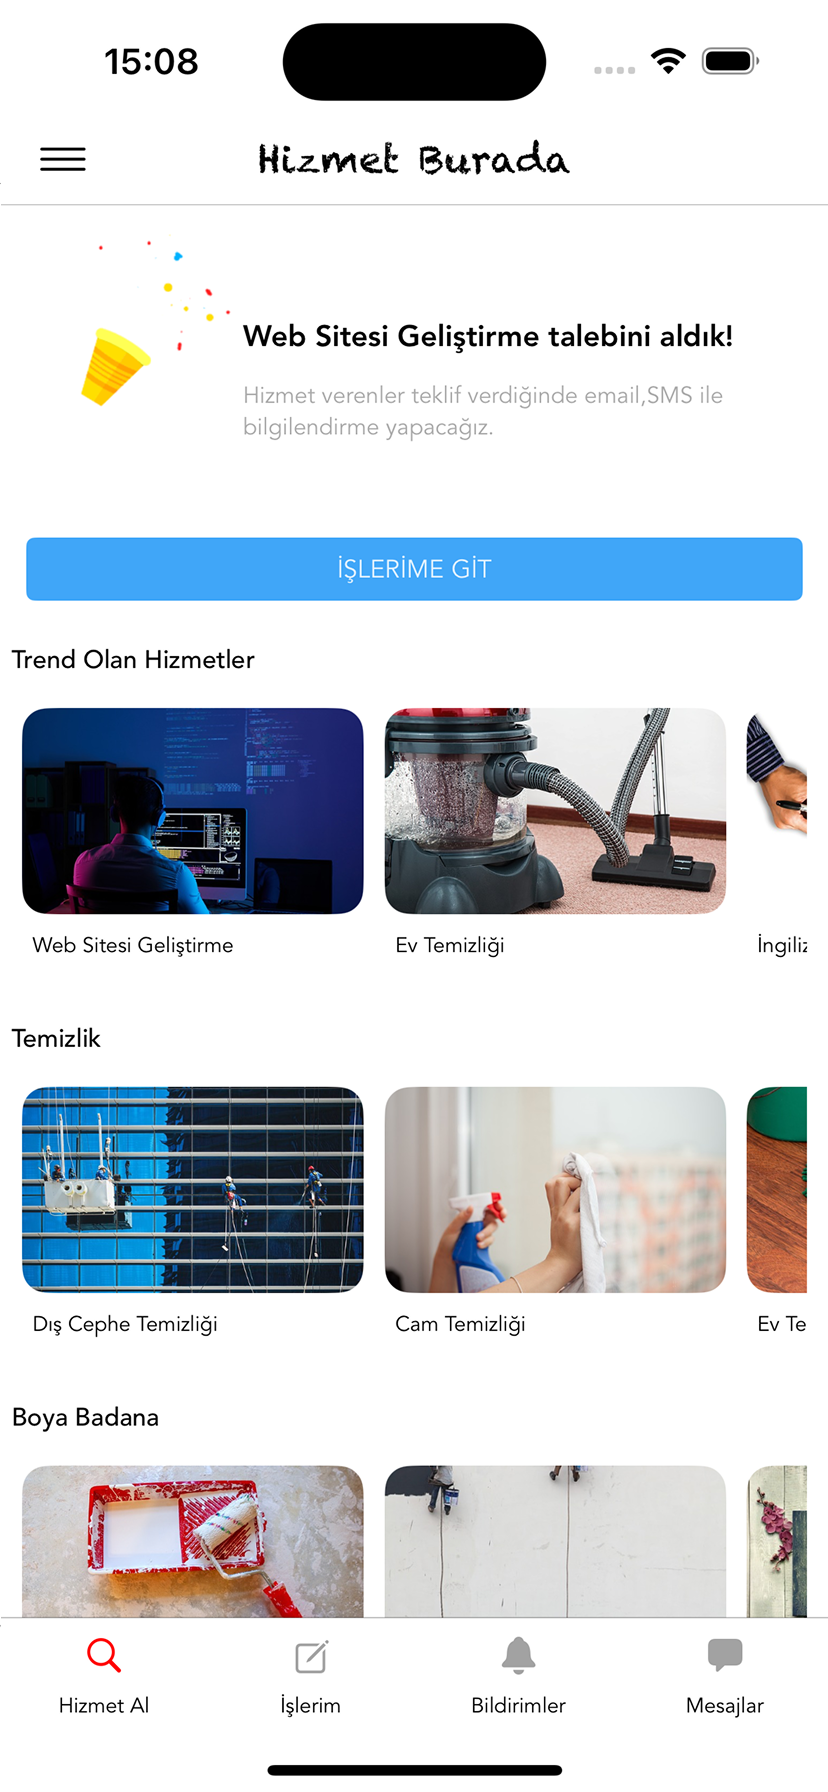 15:08
Hizmet Burada
Web Sitesi Geliştirme talebini aldık!
Hizmet verenler teklif verdiğinde email,SMS ile
bilgilendirme yapacağız.
İŞLERİME GİT
Trend Olan Hizmetler
Web Sitesi Geliştirme
Ev Temizliği
İngiliz
Temizlik
Dış Cephe Temizliği
Cam Temizliği
Ev Te
Boya Badana
Hizmet Al
İşlerim
Bildirimler
Mesajlar